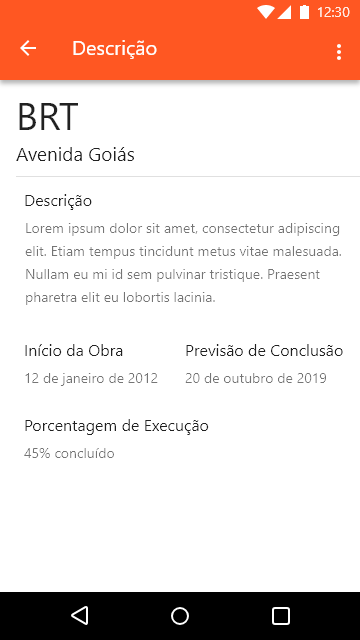 12:30
Descrição
BRT
Avenida Goiás
Descrição
Lorem ipsum dolor sit amet, consectetur adipiscing
elit. Etiam tempus tincidunt metus vitae malesuada.
Nullam eu mi id sem pulvinar tristique. Praesent
pharetra elit eu lobortis lacinia.
Início da Obra
12 de janeiro de 2012
Previsão de Conclusão
20 de outubro de 2019
Porcentagem de Execução
45% concluído